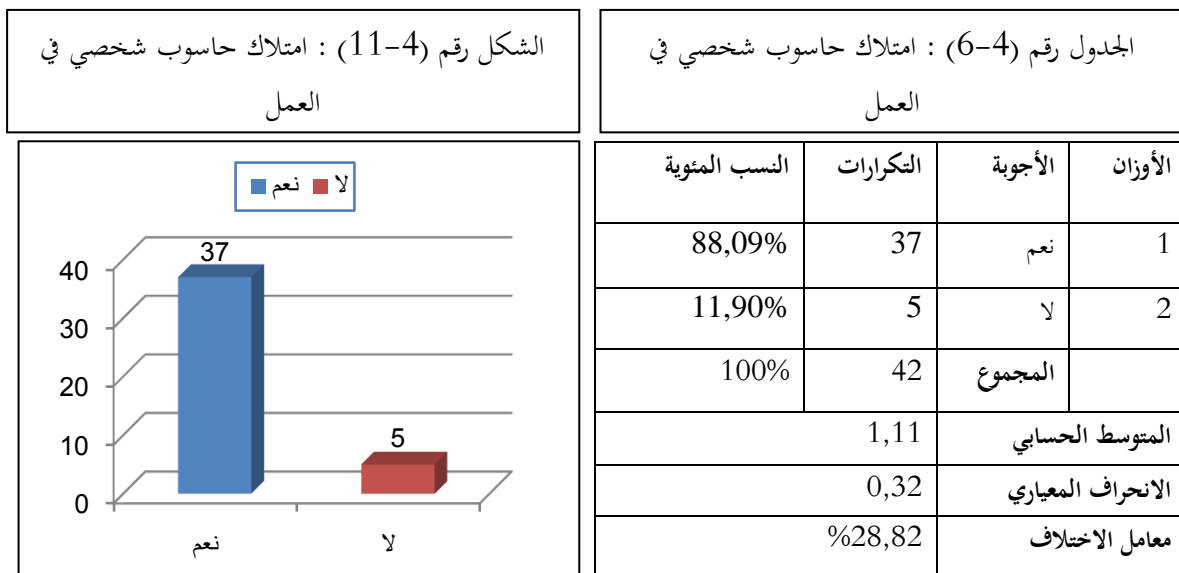 الجدول رقم (4-6) : امتلاك حاسوب شخصي في
العمل
الأوزان الأجوبة التكرارات النسب المئوية
1 نعم 37 88,09%
2 لا 5 11,90%
المجموع 42 100%
المتوسط الحسابي 1,11
الانحراف المعياري 0,32
معامل الاختلاف %28,82
الشكل رقم (4-11) : امتلاك حاسوب شخصي في
العمل
نعم لا
37
40
30
20
10
0
5
نعم لا